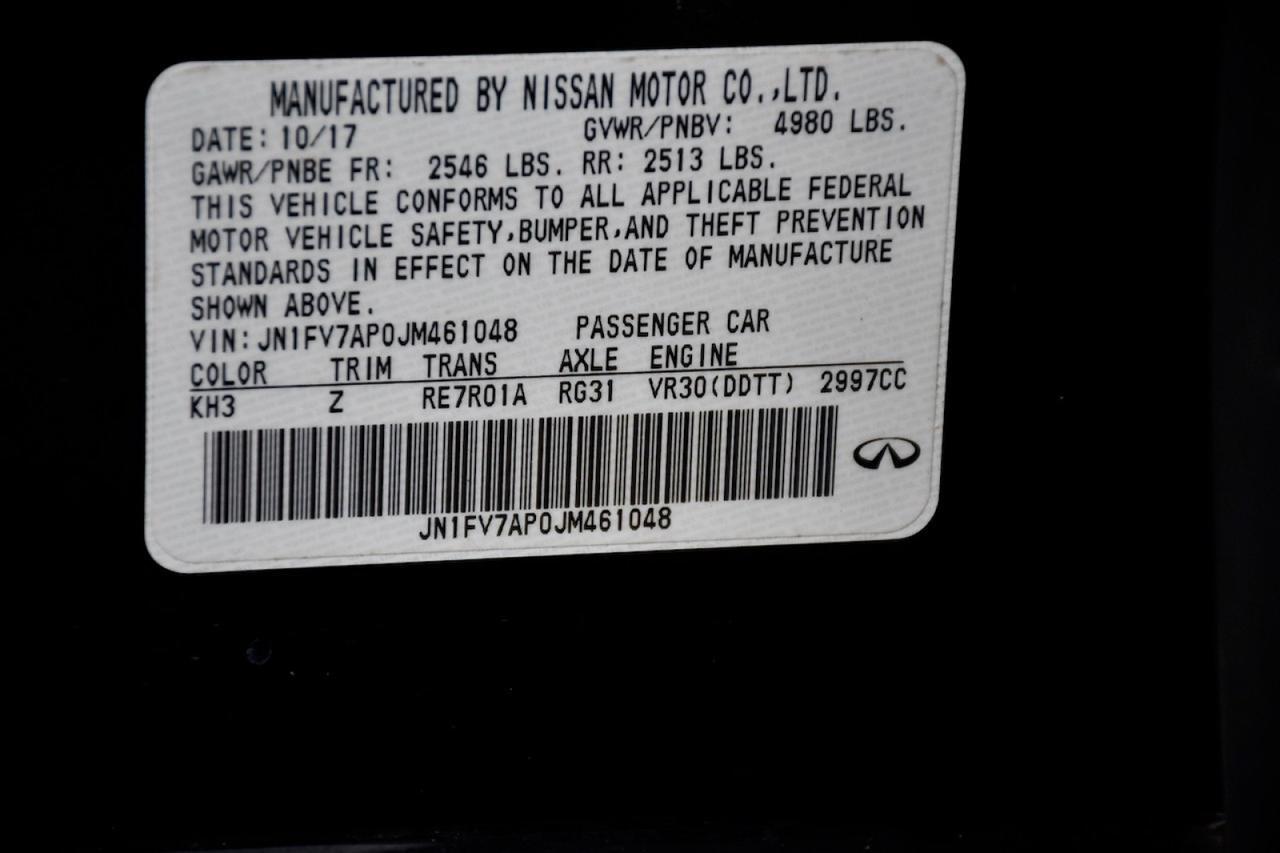 MANUFACTURED BY NISSAN MOTOR CO.,LTD.
DATE: 10/17 GVWR/PNBV: 4980 LBS.
GAWR/PNBE FR: 2546 LBS. RR: 2513 LBS.
THIS VEHICLE CONFORMS TO ALL APPLICABLE FEDERAL
MOTOR VEHICLE SAFETY,BUMPER,AND THEFT PREVENTION
STANDARDS IN EFFECT ON THE DATE OF MANUFACTURE
SHOWN ABOVE.
VIN:JN1FV7AP0JM461048 PASSENGER CAR
COLOR TRIM TRANS AXLE ENGINE
KH3 Z RE7R01A RG31 VR30(DDTT) 2997CC
JN1FV7AP0JM461048